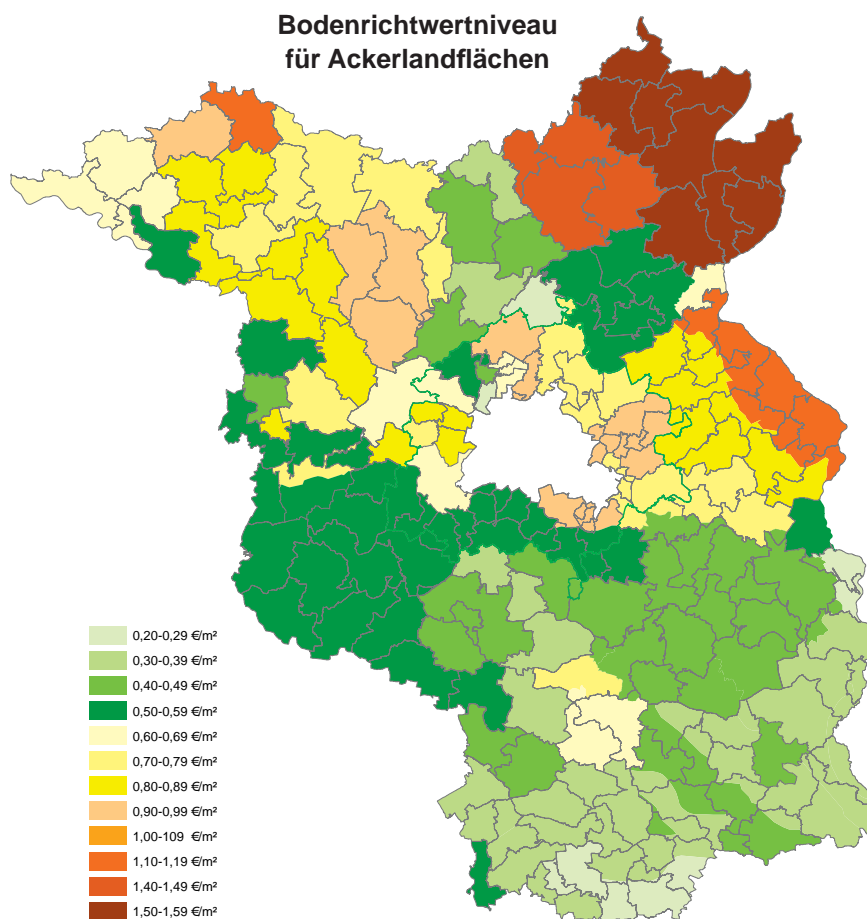 Bodenrichtwertniveau
für Ackerlandflächen
0,20-0,29 €/m²
0,30-0,39 €/m²
0,40-0,49 €/m²
0,50-0,59 €/m²
0,60-0,69 €/m²
0,70-0,79 €/m²
0,80-0,89 €/m²
0,90-0,99 €/m²
1,00-109 €/m²
1,10-1,19 €/m²
1,40-1,49 €/m²
1,50-1,59 €/m²